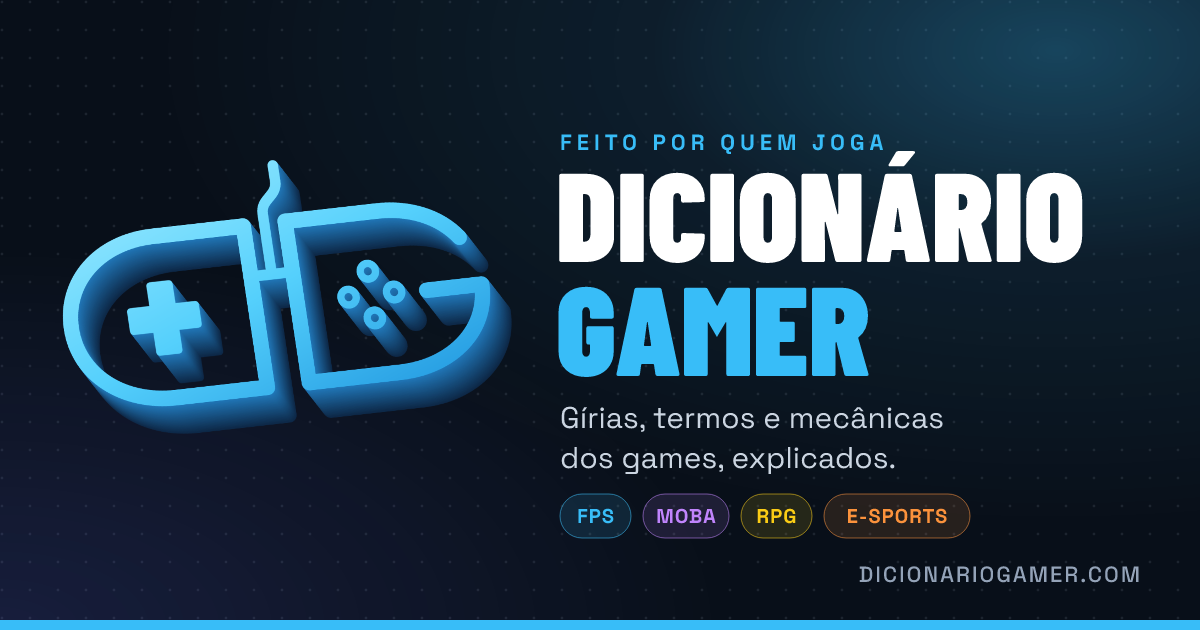 FEITO POR QUEM JOGA
DICIONÁRIO
GAMER
Gírias, termos e mecânicas
dos games, explicados.
FPS MOBA RPG E-SPORTS
DICIONARIOGAMER.COM